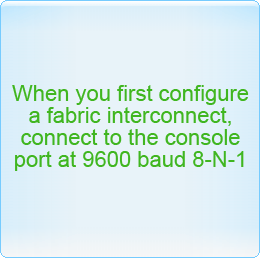 When you first configure
a fabric interconnect,
connect to the console
port at 9600 baud 8-N-1